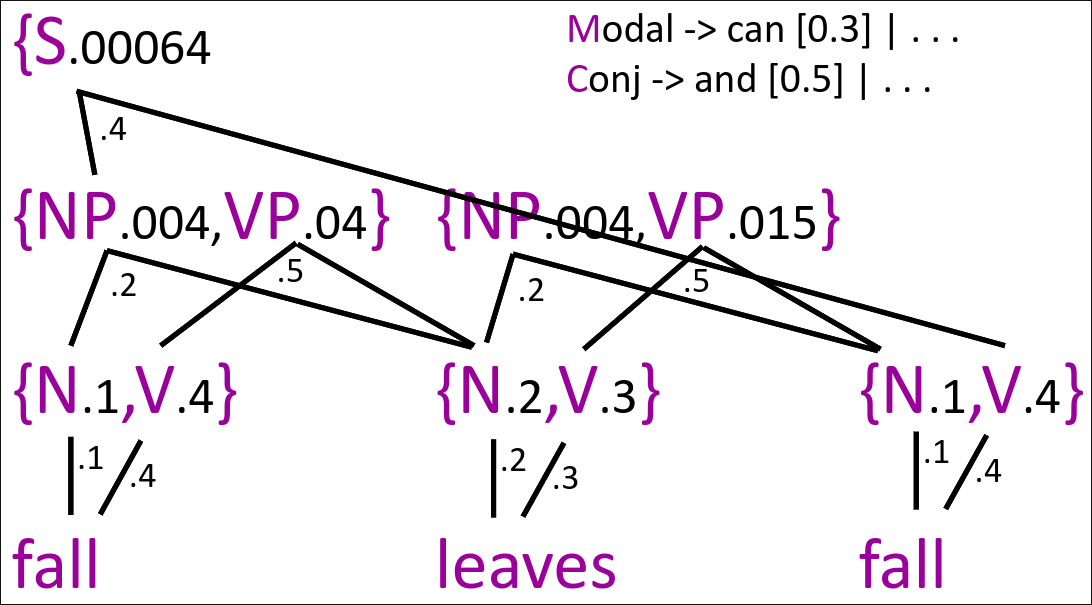 {S.00064
Modal -> can [0.3] | . . .
Conj -> and [0.5] | . . .
.4
{NP.004,VP.04} {NP.004,VP.015}
.2 .5 .2 .5
{N.1,V.4} {N.2,V.3} {N.1,V.4}
.1 .4 .2 .3 .1 .4
fall leaves fall